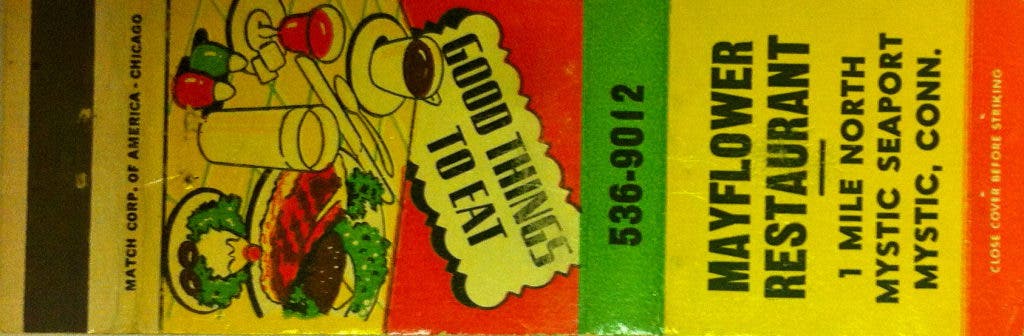 MATCH CORP. OF AMERICA - CHICAGO
GOOD THINGS
TO EAT
536-9012
MAYFLOWER
RESTAURANT
1 MILE NORTH
MYSTIC SEAPORT
MYSTIC, CONN.
CLOSE COVER BEFORE STRIKING